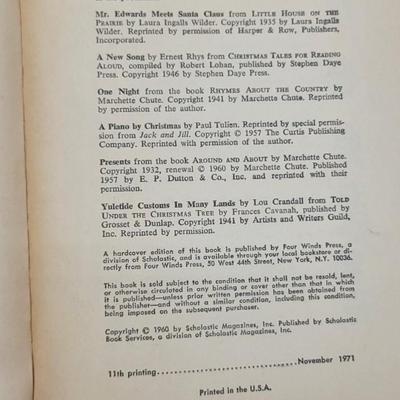 Mr. Edwards Meets Santa Claus from LITTLE HOUSE ON THE
PRAIRIE by Laura Ingalls Wilder. Copyright 1935 by Laura Ingalls
Wilder. Reprinted by permission of Harper & Row, Publishers,
Incorporated.
A New Song by Ernest Rhys from CHRISTMAS TALES FOR READING
ALOUD, compiled by Robert Lohan, published by Stephen Daye
Press. Copyright 1946 by Stephen Daye Press.
One Night from the book RHYMES ABOUT THE COUNTRY by
Marchette Chute. Copyright 1941 by Marchette Chute. Reprinted
by permission of the author.
A Piano by Christmas by Paul Tulien. Reprinted by special permis-
sion from Jack and Jill. Copyright © 1957 The Curtis Publishing
Company. Reprinted with permission of the author.
Presents from the book AROUND AND ABOUT by Marchette Chute.
Copyright 1932, renewal © 1960 by Marchette Chute. Published
1957 by E. P. Dutton & Co., Inc. and reprinted with their
permission.
Yuletide Customs In Many Lands by Lou Crandall from TOLD
UNDER THE CHRISTMAS TREE by Frances Cavanah, published by
Grosset & Dunlap. Copyright 1941 by Artists and Writers Guild,
Inc. Reprinted by permission.
A hardcover edition of this book is published by Four Winds Press, a
division of Scholastic, and is available through your local bookstore or di-
rectly from Four Winds Press, 50 West 44th Street, New York, N.Y. 10036.
This book is sold subject to the condition that it shall not be resold, lent,
or otherwise circulated in any binding or cover other than that in which
it is published—unless prior written permission has been obtained from
the publisher—and without a similar condition, including this condition,
being imposed on the subsequent purchaser.
Copyright © 1960 by Scholastic Magazines, Inc. Published by Scholastic
Book Services, a division of Scholastic Magazines, Inc.
11th printing..............................November 1971
Printed in the U.S.A.